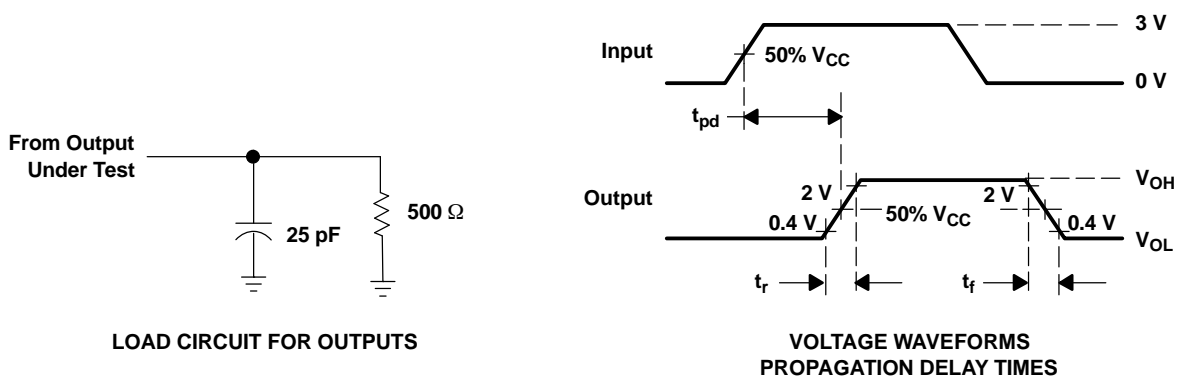 From Output
Under Test
25 pF
500 Ω
LOAD CIRCUIT FOR OUTPUTS
Input
50% VCC
3 V
0 V
tpd
Output
2 V
0.4 V
50% VCC
2 V
0.4 V
VOH
VOL
tr
tf
VOLTAGE WAVEFORMS
PROPAGATION DELAY TIMES